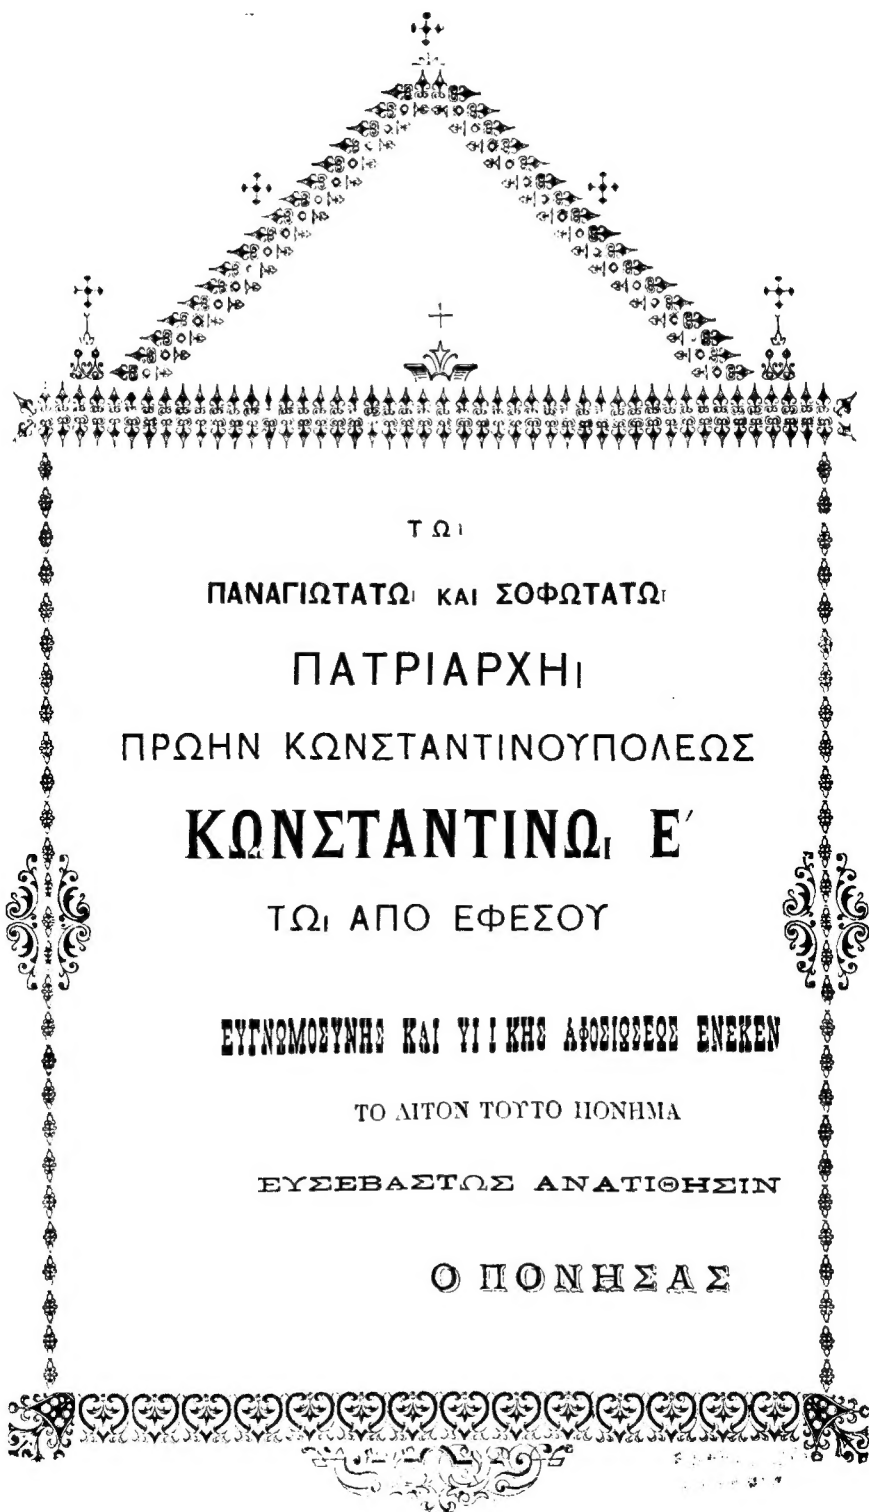 ΤΩι
ΠΑΝΑΓΙΩΤΑΤΩι ΚΑΙ ΣΟΦΩΤΑΤΩι
ΠΑΤΡΙΑΡΧΗι
ΠΡΩΗΝ ΚΩΝΣΤΑΝΤΙΝΟΥΠΟΛΕΩΣ
ΚΩΝΣΤΑΝΤΙΝΩι Ε΄
ΤΩι ΑΠΟ ΕΦΕΣΟΥ
ΕΥΓΝΩΜΟΣΥΝΗΣ ΚΑΙ ΥΙΙΚΗΣ ΑΦΟΣΙΩΣΕΩΣ ΕΝΕΚΕΝ
ΤΟ ΛΙΤΟΝ ΤΟΥΤΟ ΠΟΝΗΜΑ
ΕΥΣΕΒΑΣΤΩΣ ΑΝΑΤΙΘΗΣΙΝ
Ο ΠΟΝΗΣΑΣ